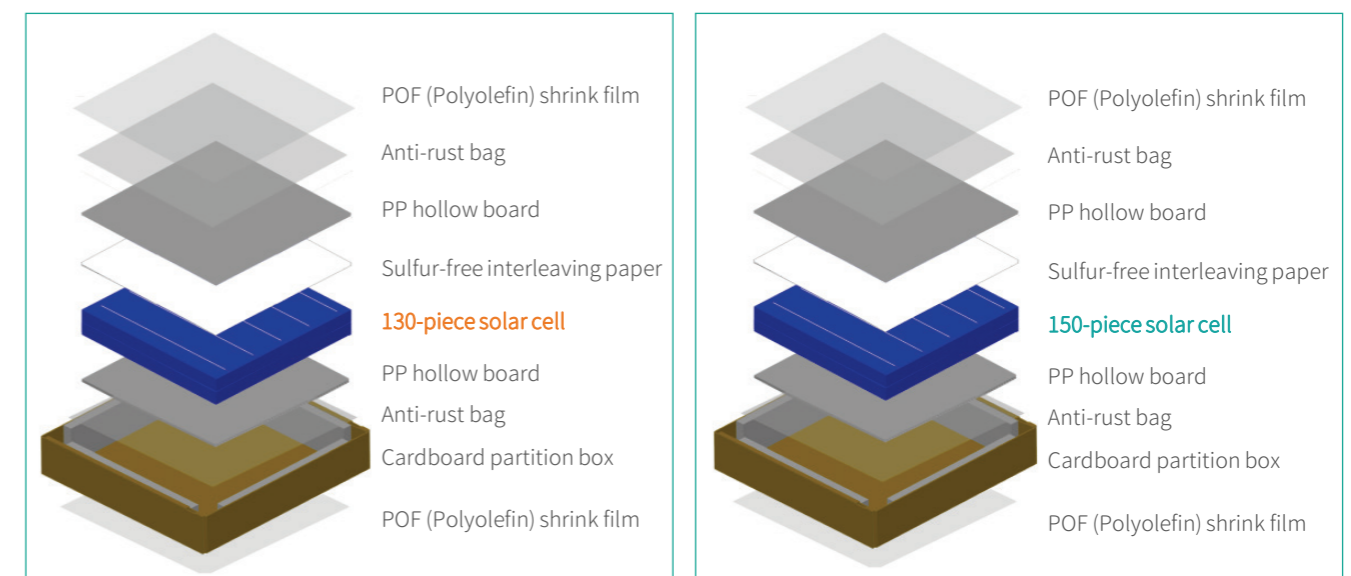 POF (Polyolefin) shrink film
Anti-rust bag
PP hollow board
Sulfur-free interleaving paper
130-piece solar cell
PP hollow board
Anti-rust bag
Cardboard partition box
POF (Polyolefin) shrink film
POF (Polyolefin) shrink film
Anti-rust bag
PP hollow board
Sulfur-free interleaving paper
150-piece solar cell
PP hollow board
Anti-rust bag
Cardboard partition box
POF (Polyolefin) shrink film